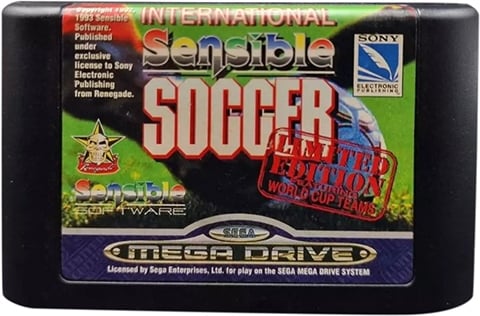 Copyright 1992,
1993 Sensible
Software.
Published
under
exclusive
license to Sony
Electronic
Publishing
from Renegade.
INTERNATIONAL
Sensible
SOCCER
SONY
ELECTRONIC
PUBLISHING
LIMITED
EDITION
WORLD CUP TEAMS
Renegade
Sensible
SOFTWARE
SEGA
MEGA DRIVE
Licensed by Sega Enterprises, Ltd. for play on the SEGA MEGA DRIVE SYSTEM